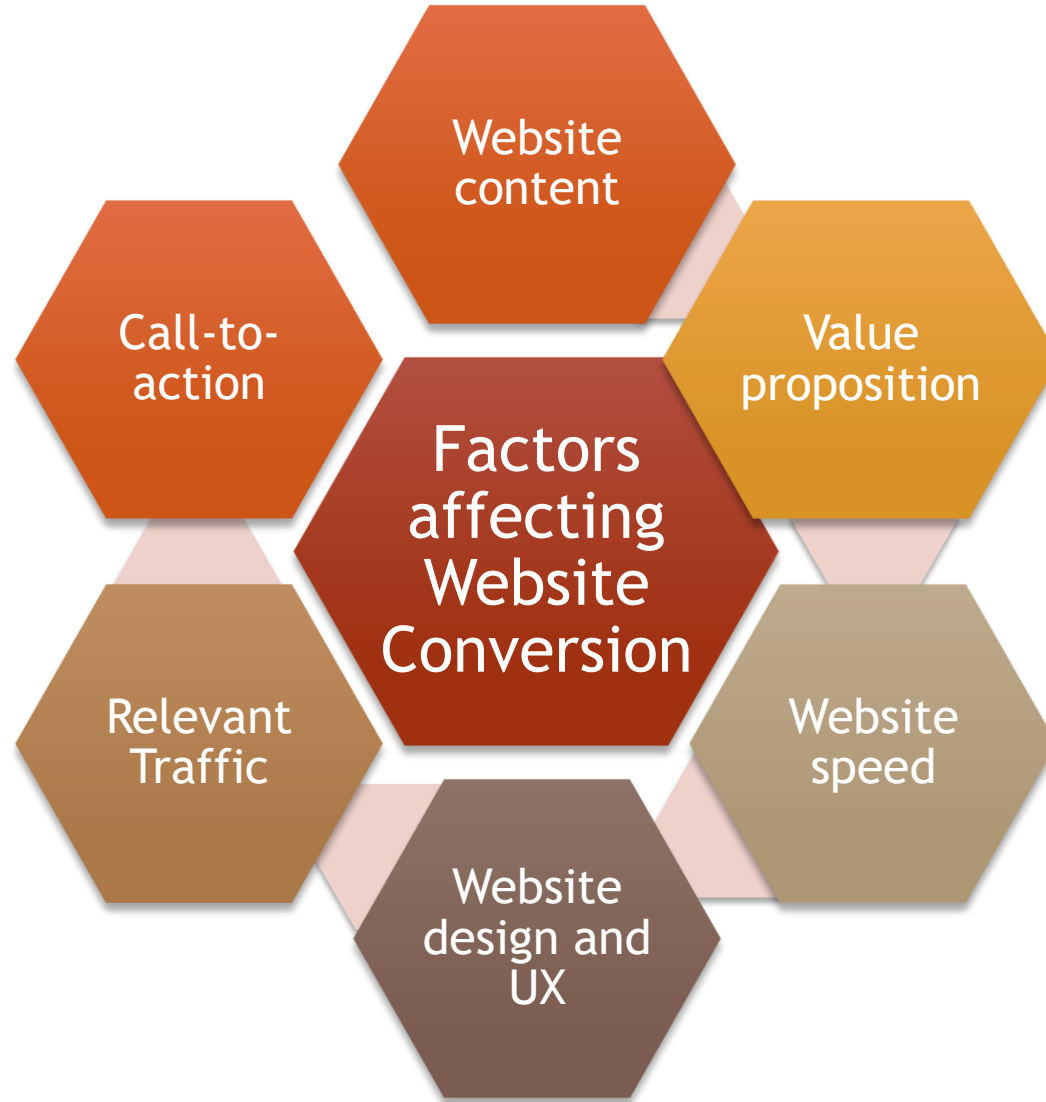 Website
content
Value
proposition
Website
speed
Website
design and
UX
Relevant
Traffic
Call-to-
action
Factors
affecting
Website
Conversion